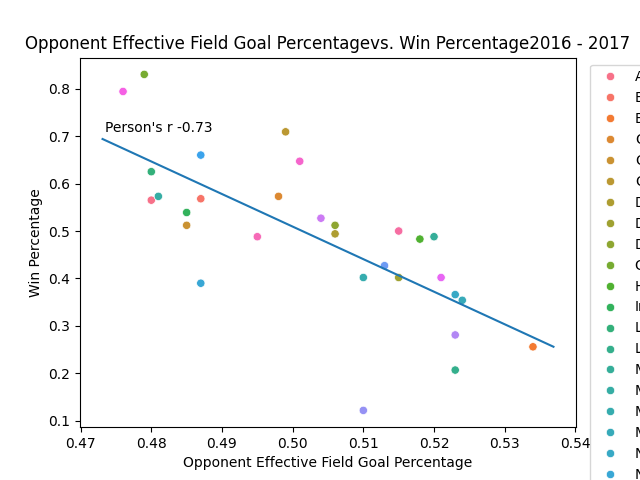 Opponent Effective Field Goal Percentagevs. Win Percentage2016 - 2017
Person's r -0.73
Win Percentage
0.8
0.7
0.6
0.5
0.4
0.3
0.2
0.1
0.47 0.48 0.49 0.50 0.51 0.52 0.53 0.54
Opponent Effective Field Goal Percentage